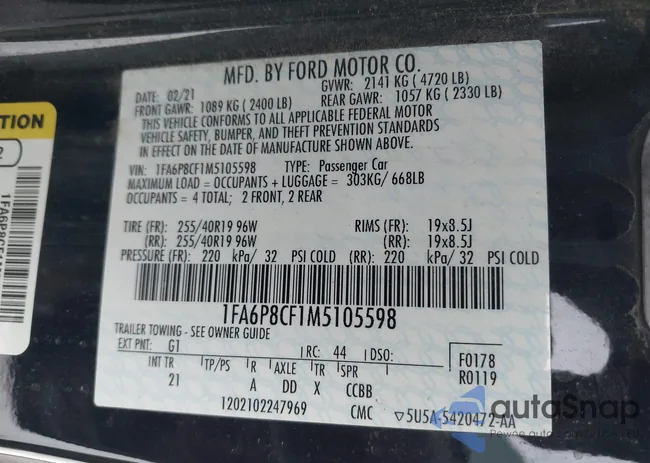 MFD. BY FORD MOTOR CO.
DATE: 02/21
GVWR: 2141 KG ( 4720 LB)
FRONT GAWR: 1089 KG ( 2400 LB)
REAR GAWR: 1057 KG ( 2330 LB)
THIS VEHICLE CONFORMS TO ALL APPLICABLE FEDERAL MOTOR
VEHICLE SAFETY, BUMPER, AND THEFT PREVENTION STANDARDS
IN EFFECT ON THE DATE OF MANUFACTURE SHOWN ABOVE.
VIN: 1FA6P8CF1M5105598 TYPE: Passenger Car
MAXIMUM LOAD = OCCUPANTS + LUGGAGE = 303KG/ 668LB
OCCUPANTS = 4 TOTAL; 2 FRONT, 2 REAR
TIRE (FR): 255/40R19 96W RIMS (FR): 19x8.5J
(RR): 255/40R19 96W (RR): 19x8.5J
PRESSURE (FR): 220 kPa/ 32 PSI COLD (RR): 220 kPa/ 32 PSI COLD
1FA6P8CF1M5105598
TRAILER TOWING - SEE OWNER GUIDE
EXT PNT: G1 RC: 44 DSO: F0178
INT TR TP/PS R AXLE TR SPR R0119
21 A DD X CCBB
1202102247969 CMC ▽5U5A-5420472-AA
TION
2
autoSnap